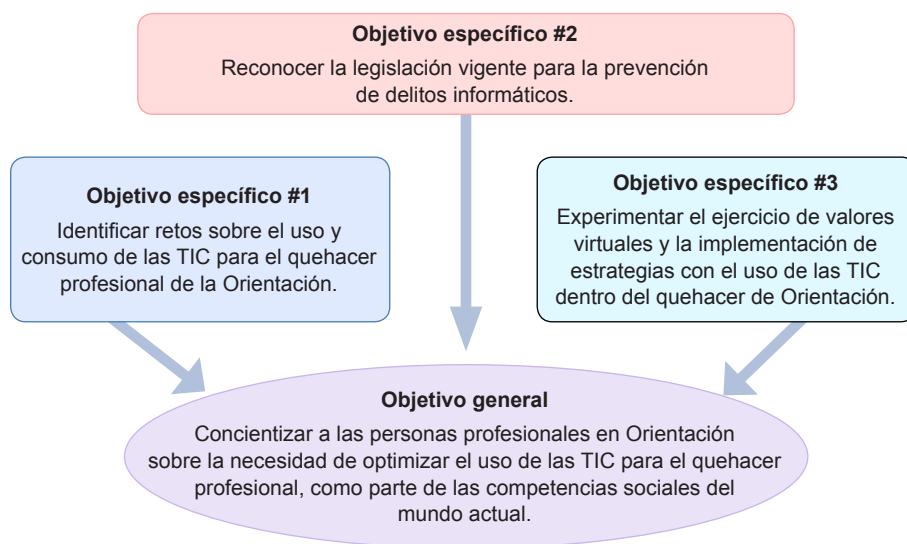 Objetivo específico #2
Reconocer la legislación vigente para la prevención
de delitos informáticos.
Objetivo específico #1
Identificar retos sobre el uso y
consumo de las TIC para el quehacer
profesional de la Orientación.
Objetivo específico #3
Experimentar el ejercicio de valores
virtuales y la implementación de
estrategias con el uso de las TIC
dentro del quehacer de Orientación.
Objetivo general
Concientizar a las personas profesionales en Orientación
sobre la necesidad de optimizar el uso de las TIC para el quehacer
profesional, como parte de las competencias sociales del
mundo actual.